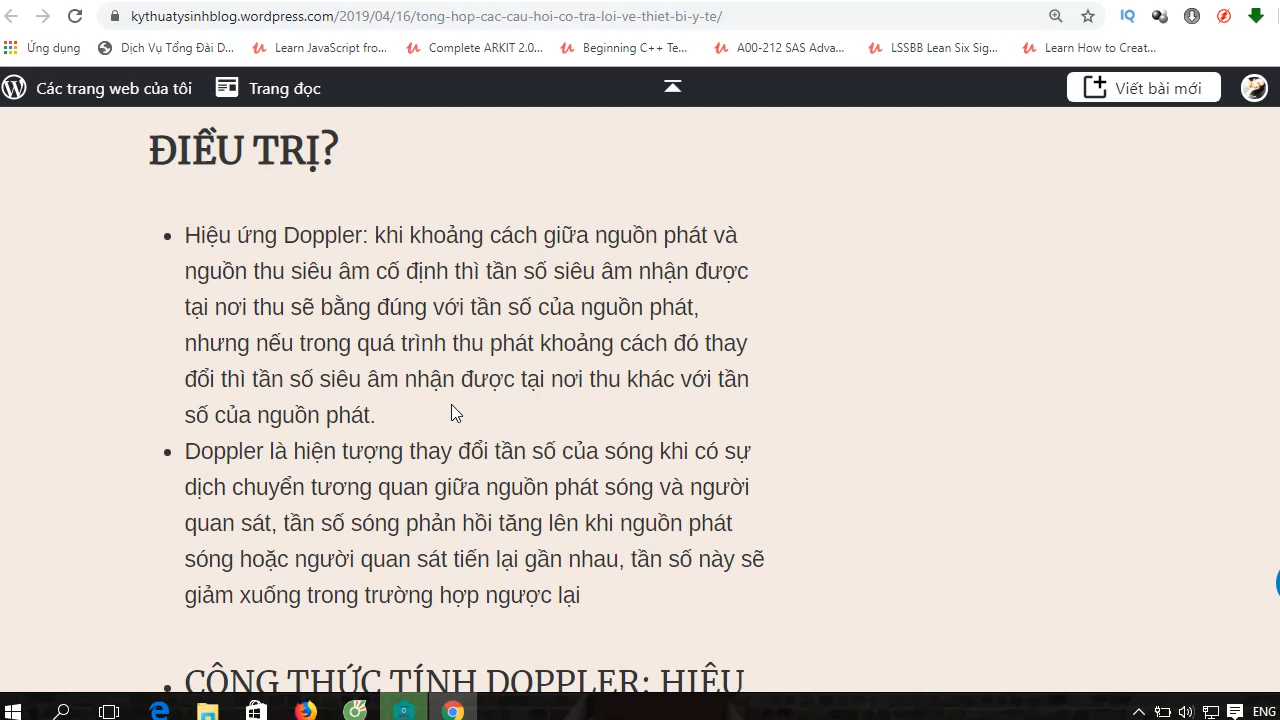 kythuatysinhblog.wordpress.com/2019/04/16/tong-hop-cac-cau-hoi-co-tra-loi-ve-thiet-bi-y-te/
Ứng dụng
Dịch Vụ Tổng Đài D...
Learn JavaScript fro...
Complete ARKIT 2.0...
Beginning C++ Te...
A00-212 SAS Adva...
LSSBB Lean Six Sig...
Learn How to Creat...
Các trang web của tôi
Trang đọc
Viết bài mới
ĐIỀU TRỊ?
Hiệu ứng Doppler: khi khoảng cách giữa nguồn phát và
nguồn thu siêu âm cố định thì tần số siêu âm nhận được
tại nơi thu sẽ bằng đúng với tần số của nguồn phát,
nhưng nếu trong quá trình thu phát khoảng cách đó thay
đổi thì tần số siêu âm nhận được tại nơi thu khác với tần
số của nguồn phát.
Doppler là hiện tượng thay đổi tần số của sóng khi có sự
dịch chuyển tương quan giữa nguồn phát sóng và người
quan sát, tần số sóng phản hồi tăng lên khi nguồn phát
sóng hoặc người quan sát tiến lại gần nhau, tần số này sẽ
giảm xuống trong trường hợp ngược lại
CÔNG THỨC TÍNH DOPPLER: HIỆU
ENG